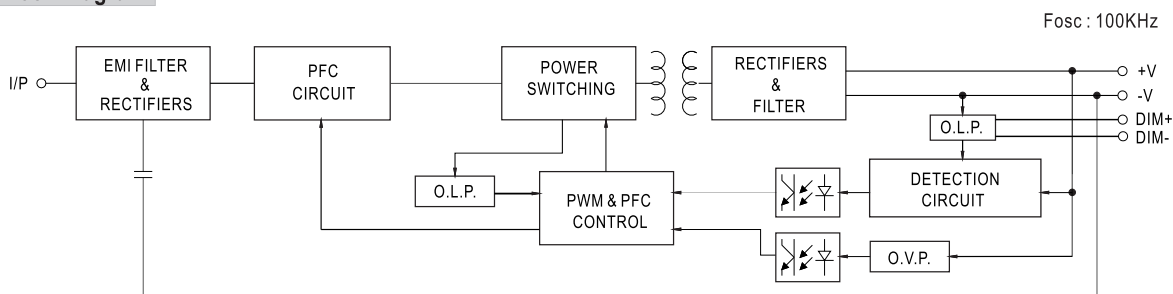 Fosc : 100KHz
I/P
EMI FILTER
&
RECTIFIERS
PFC
CIRCUIT
POWER
SWITCHING
RECTIFIERS
&
FILTER
+V
-V
DIM+
DIM-
O.L.P.
O.L.P.
PWM & PFC
CONTROL
DETECTION
CIRCUIT
O.V.P.